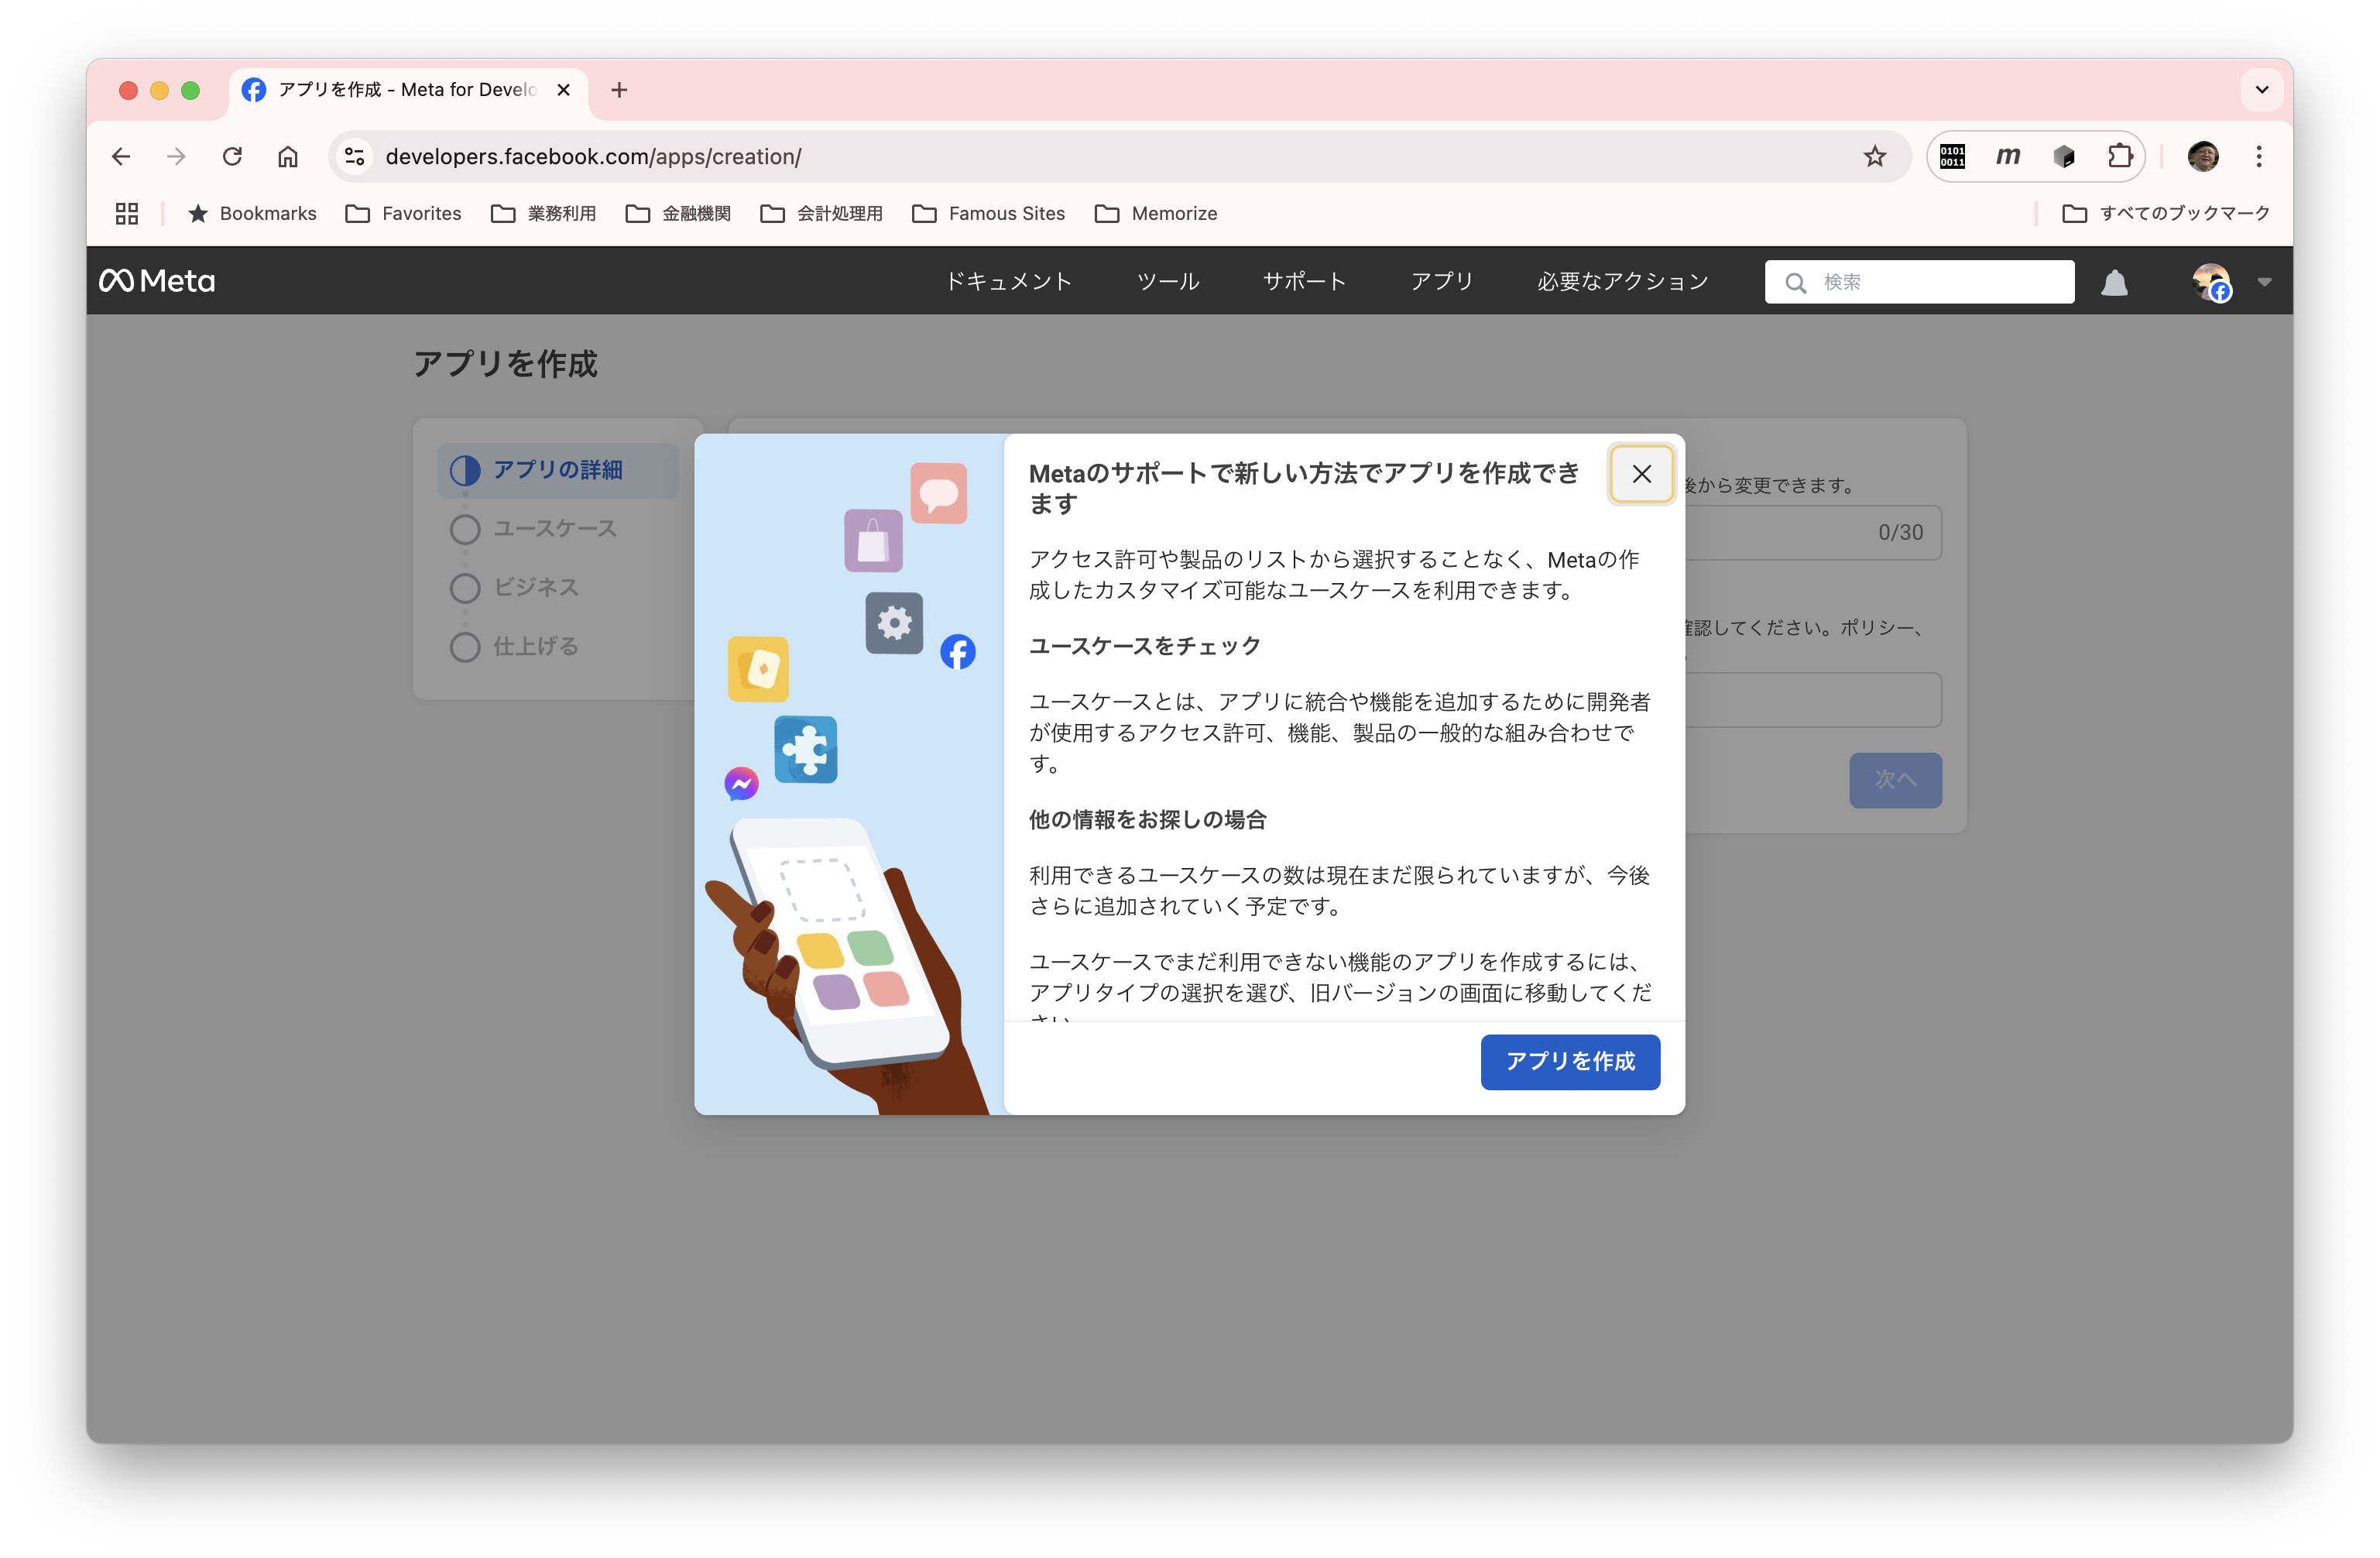 アプリを作成 - Meta for Develo
developers.facebook.com/apps/creation/
0101
0011
m
Bookmarks
Favorites
業務利用
金融機関
会計処理用
Famous Sites
Memorize
すべてのブックマーク
Meta
ドキュメント
ツール
サポート
アプリ
必要なアクション
検索
アプリを作成
アプリの詳細
ユースケース
ビジネス
仕上げる
Metaのサポートで新しい方法でアプリを作成でき
ます
アクセス許可や製品のリストから選択することなく、Metaの作
成したカスタマイズ可能なユースケースを利用できます。
ユースケースをチェック
ユースケースとは、アプリに統合や機能を追加するために開発者
が使用するアクセス許可、機能、製品の一般的な組み合わせで
す。
他の情報をお探しの場合
利用できるユースケースの数は現在まだ限られていますが、今後
さらに追加されていく予定です。
ユースケースでまだ利用できない機能のアプリを作成するには、
アプリタイプの選択を選び、旧バージョンの画面に移動してくだ
さい。
アプリを作成
後から変更できます。
0/30
確認してください。ポリシー、
次へ